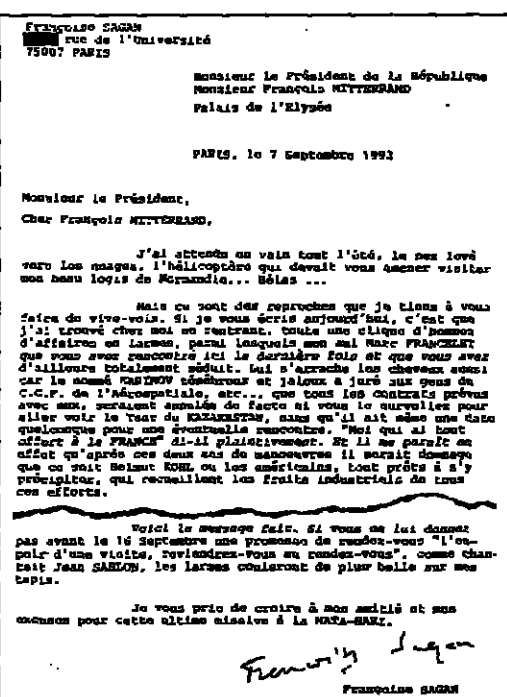 Françoise SAGAN
rue de l'Université
75007 PARIS
Monsieur le Président de la République
Monsieur François MITTERRAND
Palais de l'Elysée
PARIS, le 7 Septembre 1992
Monsieur le Président,
Cher François MITTERRAND,
J'ai attendu en vain tout l'été, le nez levé
vers les nuages, l'hélicoptère qui devait vous amener visiter
mon beau logis de Normandie... Hélas ...
Mais ce sont des reproches que je tiens à vous
faire de vive-voix. Si je vous écris aujourd'hui, c'est que
j'ai trouvé chez moi en rentrant, toute une clique d'hommes
d'affaires en larmes, parmi lesquels mon ami Marc FRANCELET
que vous avez rencontré ici la dernière fois et que vous avez
d'ailleurs totalement séduit. Lui s'arrache les cheveux aussi
car le nommé ténébreux et jaloux a juré aux gens de
C.G.F. de l'Aérospatiale, etc... que tous les contrats prévus
avec eux, seraient annulés de facto si vous le surveillez pour
aller voir le Tsar du KAZAKSTAN, sans qu'il ait même une date
quelconque pour une éventuelle rencontre. "Moi qui ai tout
offert à la FRANCE" di-il plaintivement. Et il me paraît en
effet qu'après ces deux ans de manoeuvres il serait dommage
que ce soit Helmut KOHL ou les américains, tout prêts à s'y
précipiter, qui recueillent les fruits industriels de tous
ces efforts.
Voici le message fait. Si vous ne lui donnez
pas avant le 16 Septembre une promesse de rendez-vous "l'es-
poir d'une visite, reviendrez-vous au rendez-vous", comme chan-
tait Jean SABLON, les larmes couleront de plus belle sur mes
tapis.
Je vous prie de croire à mon amitié et mes
excuses pour cette ultime missive à la MATA-HARI.
Françoise Sagan
Françoise SAGAN